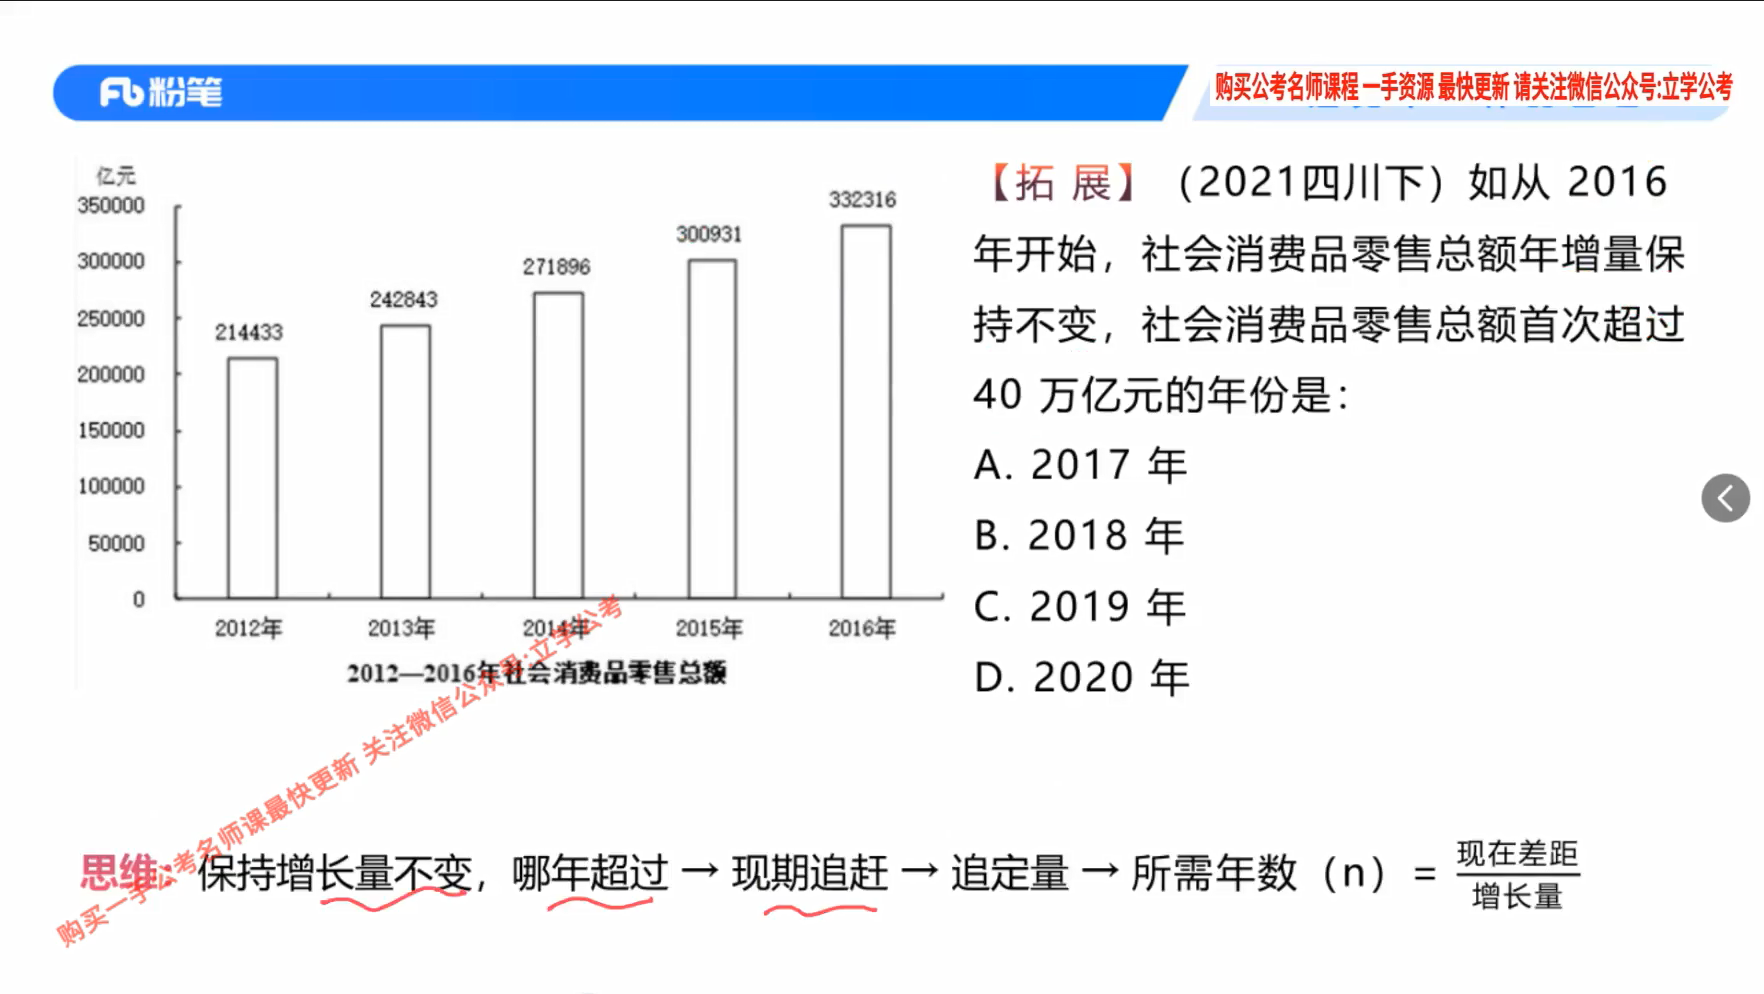 粉笔
购买公考名师课程 一手资源 最快更新 请关注微信公众号:立学公考
亿元
350000
300000
250000
200000
150000
100000
50000
0
214433
242843
271896
300931
332316
2012年
2013年
2014年
2015年
2016年
2012—2016年社会消费品零售总额
【拓 展】（2021四川下）如从 2016
年开始，社会消费品零售总额年增量保
持不变，社会消费品零售总额首次超过
40 万亿元的年份是：
A. 2017 年
B. 2018 年
C. 2019 年
D. 2020 年
购买一手公考名师课最快更新 关注微信公众号:立学公考
思维：保持增长量不变，哪年超过→现期追赶→追定量→所需年数（n）= 现在差距
增长量